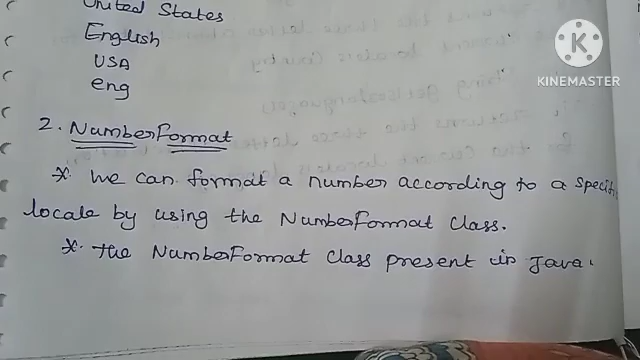 United States
English
USA
eng
2. NumberFormat
* We can format a number according to a specific
locale by using the NumberFormat class.
* The NumberFormat class present in Java.
KINEMASTER